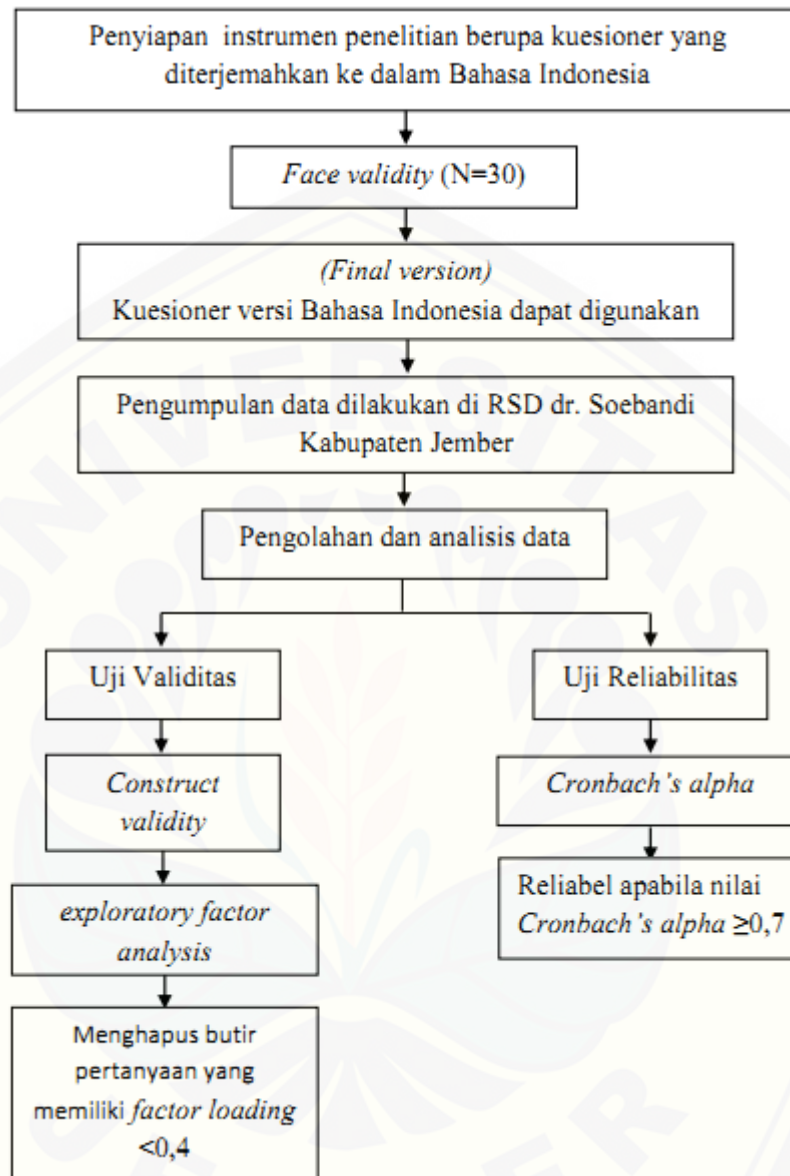 Penyiapan instrumen penelitian berupa kuesioner yang
diterjemahkan ke dalam Bahasa Indonesia
Face validity (N=30)
(Final version)
Kuesioner versi Bahasa Indonesia dapat digunakan
Pengumpulan data dilakukan di RSD dr. Soebandi
Kabupaten Jember
Pengolahan dan analisis data
Uji Validitas
Construct
validity
exploratory factor
analysis
Menghapus butir
pertanyaan yang
memiliki factor loading
<0,4
Uji Reliabilitas
Cronbach's alpha
Reliabel apabila nilai
Cronbach's alpha ≥0,7
UNIVERSITAS